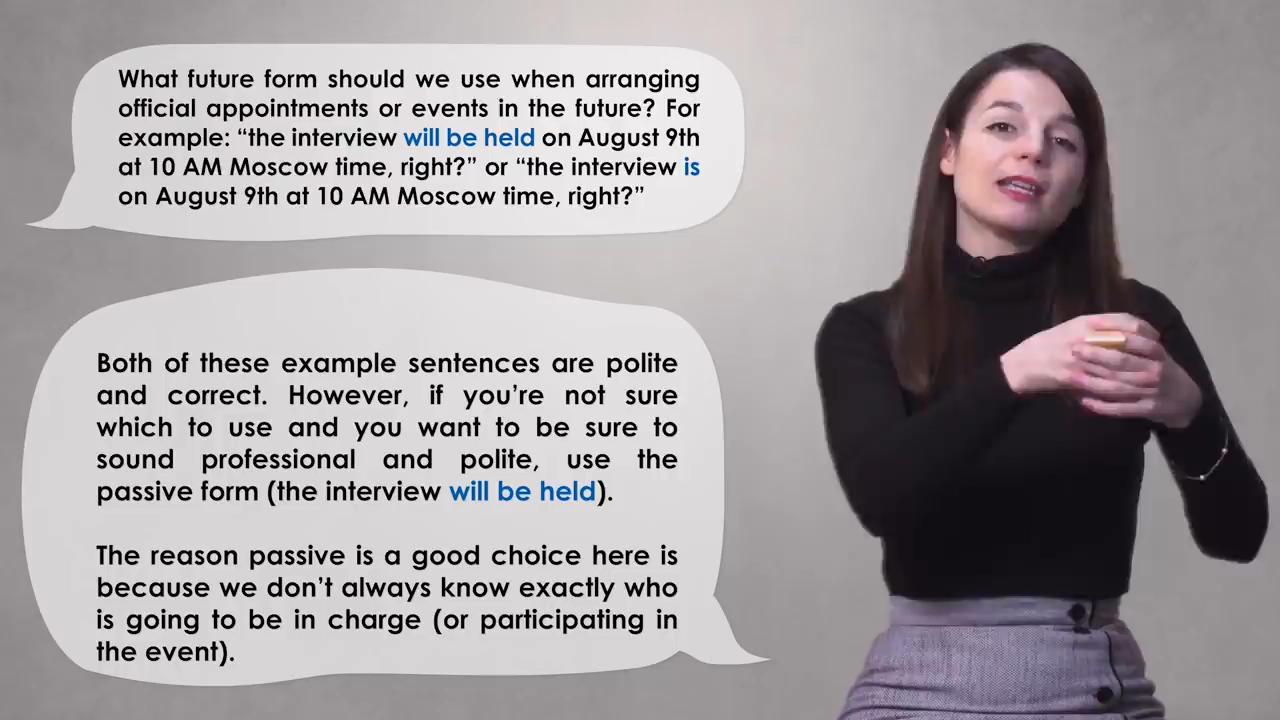 What future form should we use when arranging
official appointments or events in the future? For
example: “the interview will be held on August 9th
at 10 AM Moscow time, right?” or “the interview is
on August 9th at 10 AM Moscow time, right?”
Both of these example sentences are polite
and correct. However, if you’re not sure
which to use and you want to be sure to
sound professional and polite, use the
passive form (the interview will be held).
The reason passive is a good choice here is
because we don’t always know exactly who
is going to be in charge (or participating in
the event).